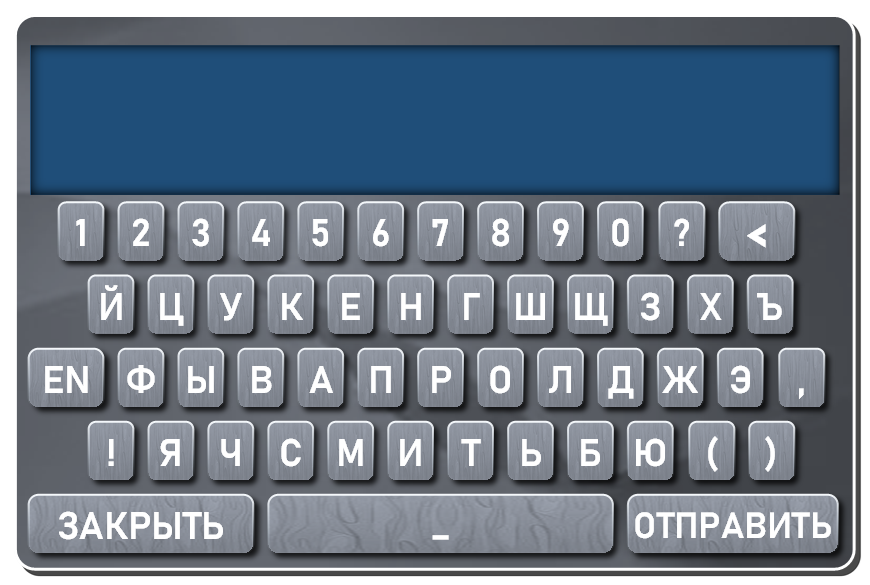 1 2 3 4 5 6 7 8 9 0 ? <
Й Ц У К Е Н Г Ш Щ З Х Ъ
EN Ф Ы В А П Р О Л Д Ж Э ,
! Я Ч С М И Т Ь Б Ю ( )
ЗАКРЫТЬ _ ОТПРАВИТЬ